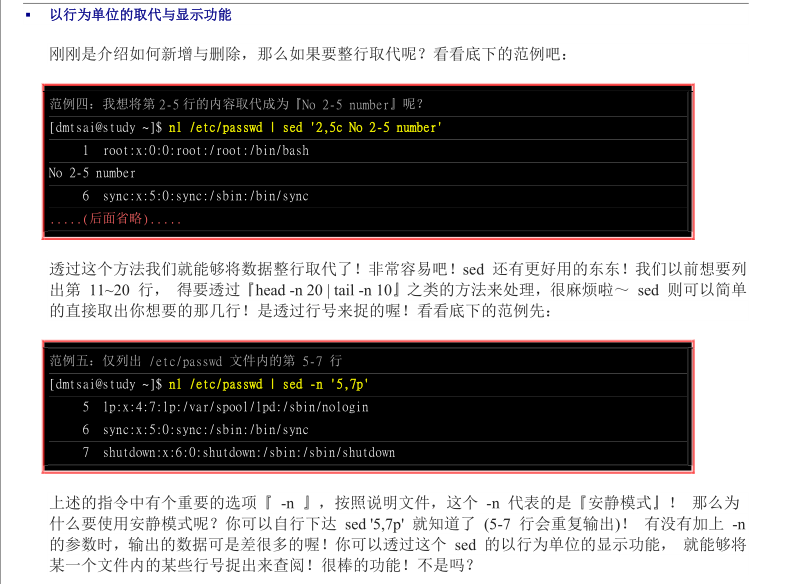 ▪ 以行为单位的取代与显示功能
刚刚是介绍如何新增与删除，那么如果要整行取代呢？看看底下的范例吧：
范例四：我想将第2-5行的内容取代成为『No 2-5 number』呢？
[dmtsai@study ~]$ nl /etc/passwd | sed '2,5c No 2-5 number'
1 root:x:0:0:root:/root:/bin/bash
No 2-5 number
6 sync:x:5:0:sync:/sbin:/bin/sync
.....(后面省略).....
透过这个方法我们就能够将数据整行取代了！非常容易吧！sed 还有更好用的东东！我们以前想要列
出第 11~20 行， 得要透过『head -n 20 | tail -n 10』之类的方法来处理，很麻烦啦～ sed 则可以简单
的直接取出你想要的那几行！是透过行号来捉的喔！看看底下的范例先：
范例五：仅列出 /etc/passwd 文件内的第 5-7 行
[dmtsai@study ~]$ nl /etc/passwd | sed -n '5,7p'
5 lp:x:4:7:lp:/var/spool/lpd:/sbin/nologin
6 sync:x:5:0:sync:/sbin:/bin/sync
7 shutdown:x:6:0:shutdown:/sbin:/sbin/shutdown
上述的指令中有个重要的选项『 -n 』，按照说明文件，这个 -n 代表的是『安静模式』！ 那么为
什么要使用安静模式呢？你可以自行下达 sed '5,7p' 就知道了 (5-7 行会重复输出)！ 有没有加上 -n
的参数时，输出的数据可是差很多的喔！你可以透过这个 sed 的以行为单位的显示功能， 就能够将
某一个文件内的某些行号捉出来查阅！很棒的功能！不是吗？